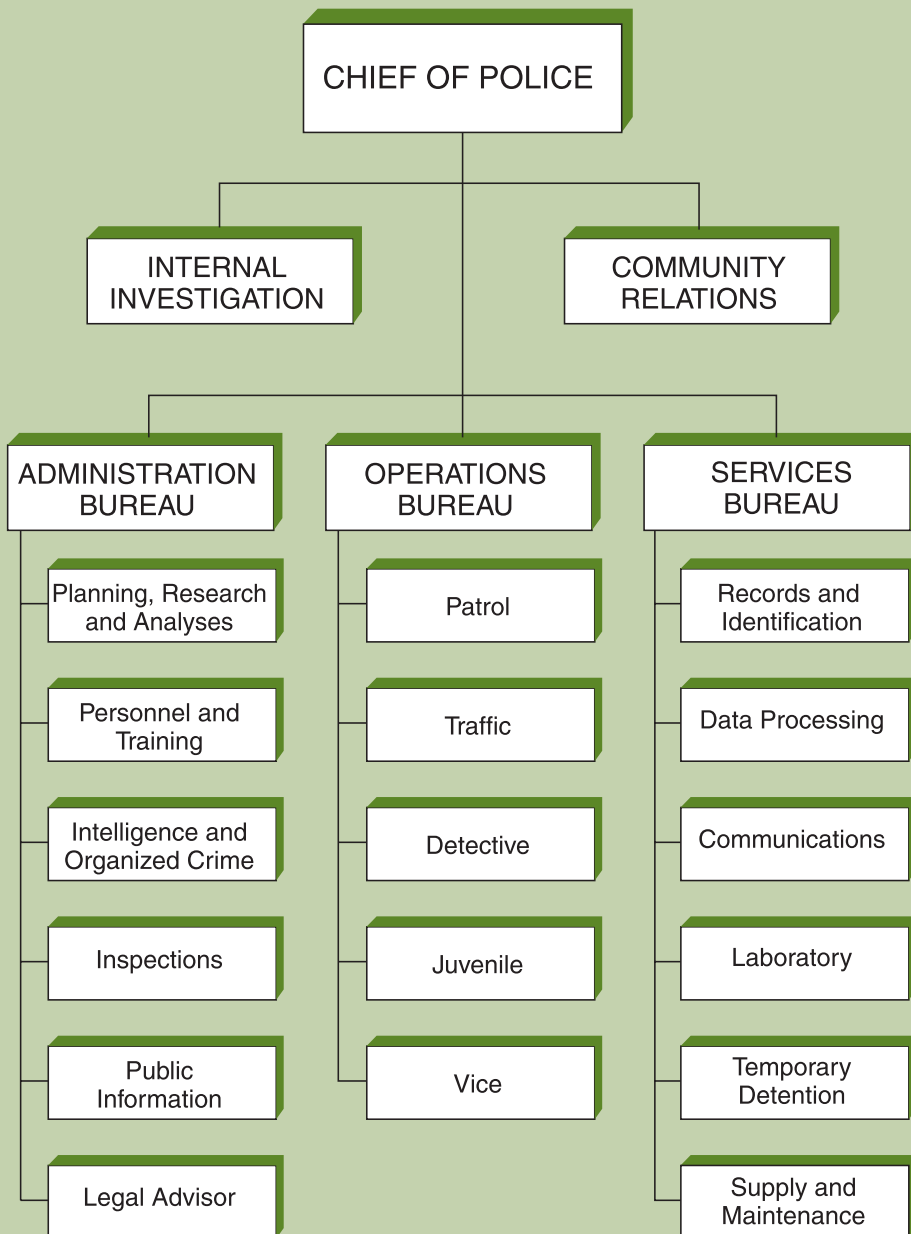 CHIEF OF POLICE
INTERNAL
INVESTIGATION
COMMUNITY
RELATIONS
ADMINISTRATION
BUREAU
Planning, Research
and Analyses
Personnel and
Training
Intelligence and
Organized Crime
Inspections
Public
Information
Legal Advisor
OPERATIONS
BUREAU
Patrol
Traffic
Detective
Juvenile
Vice
SERVICES
BUREAU
Records and
Identification
Data Processing
Communications
Laboratory
Temporary
Detention
Supply and
Maintenance